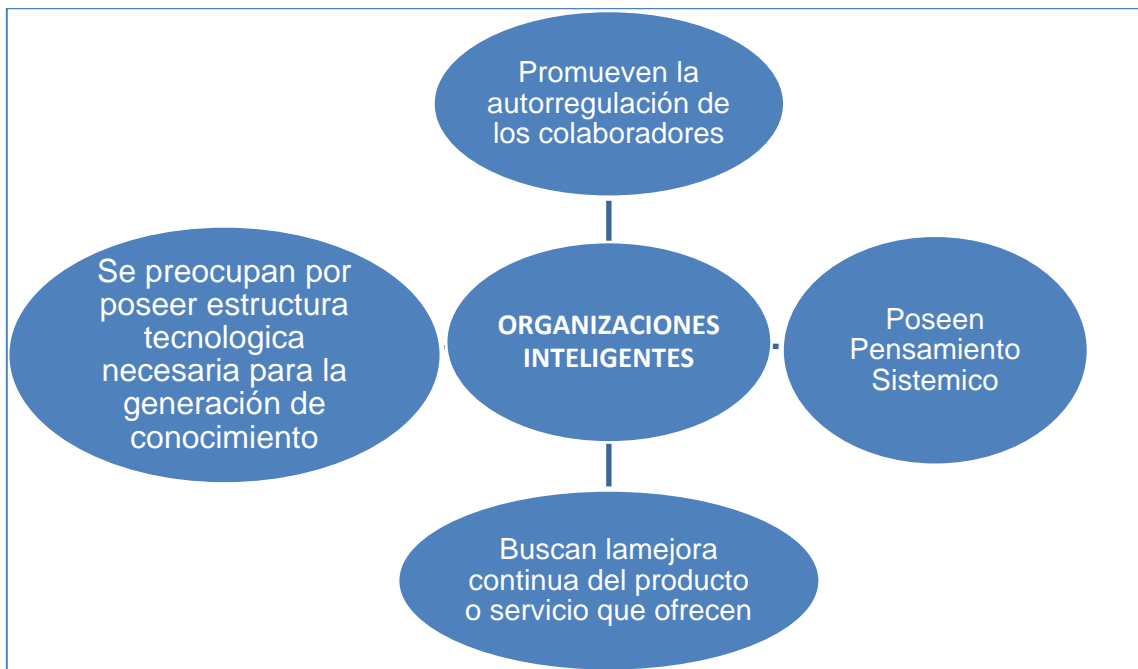 Promueven la
autorregulación de
los colaboradores
Se preocupan por
poseer estructura
tecnologica
necesaria para la
generación de
conocimiento
ORGANIZACIONES
INTELIGENTES
Poseen
Pensamiento
Sistemico
Buscan lamejora
continua del producto
o servicio que ofrecen